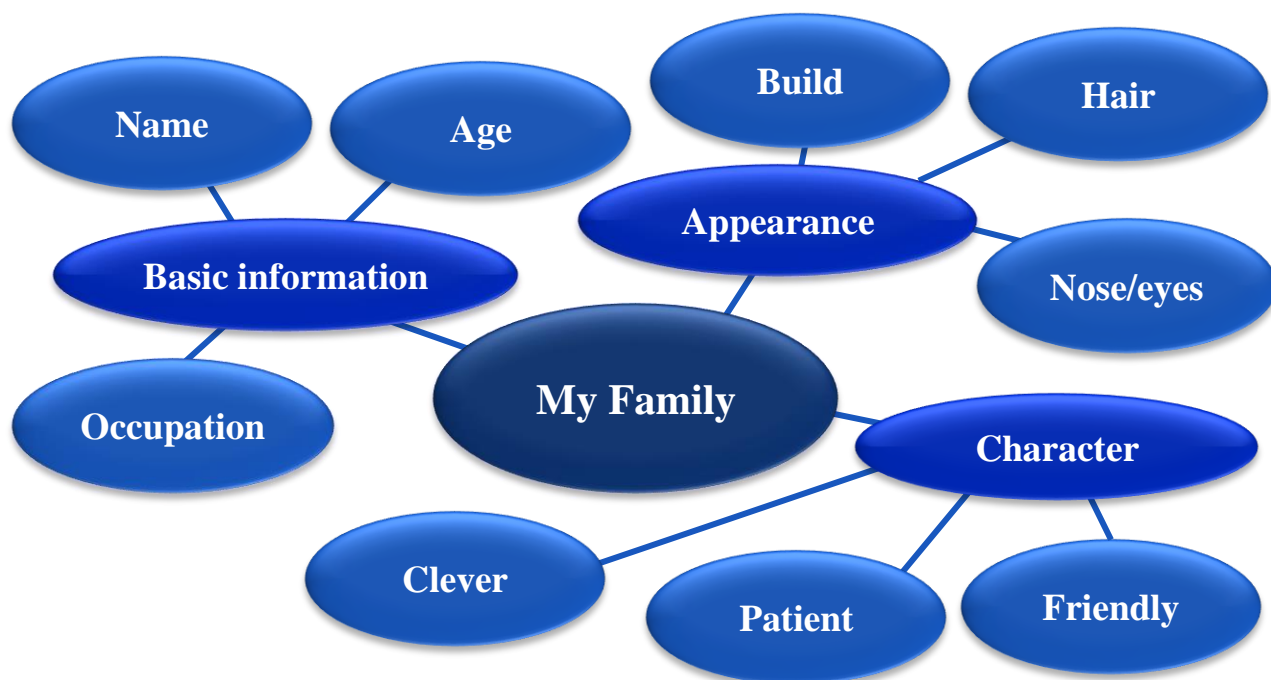 Build
Hair
Name
Age
Appearance
Basic information
Nose/eyes
My Family
Occupation
Character
Clever
Patient
Friendly